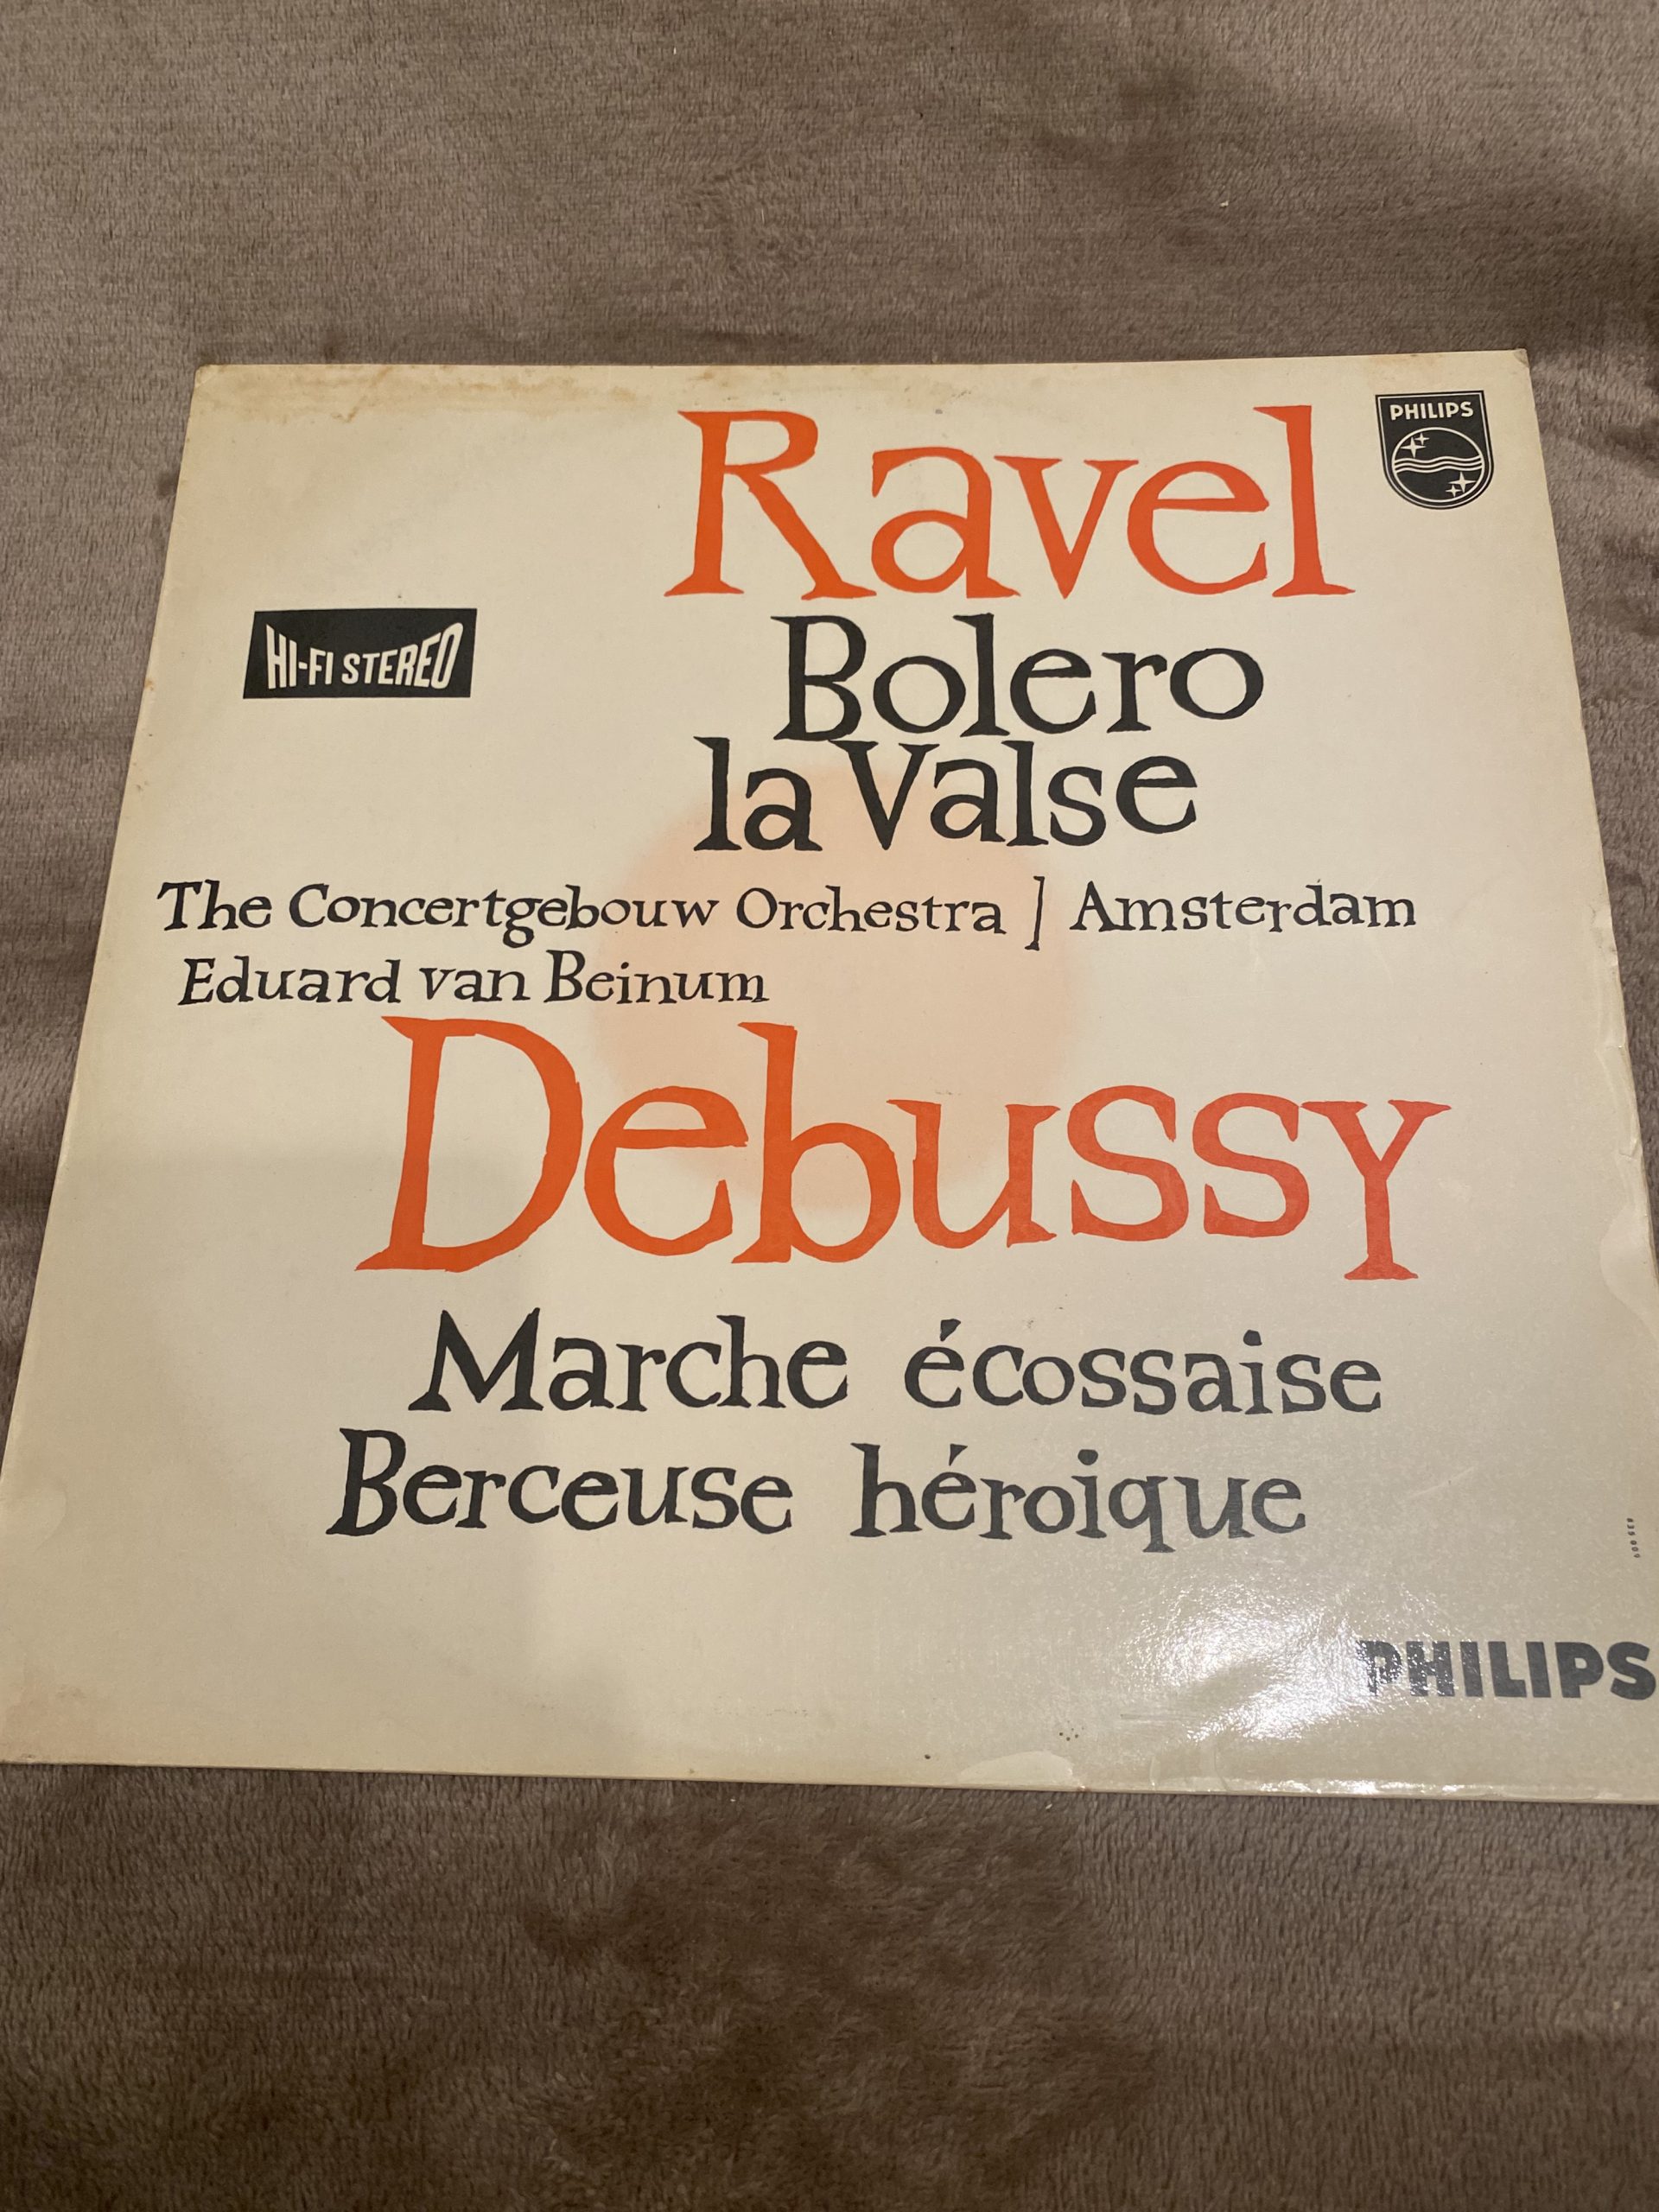 Ravel
PHILIPS
HI-FI STEREO
Bolero
la Valse
The Concertgebouw Orchestra | Amsterdam
Eduard van Beinum
Debussy
Marche écossaise
Berceuse héroique
PHILIPS